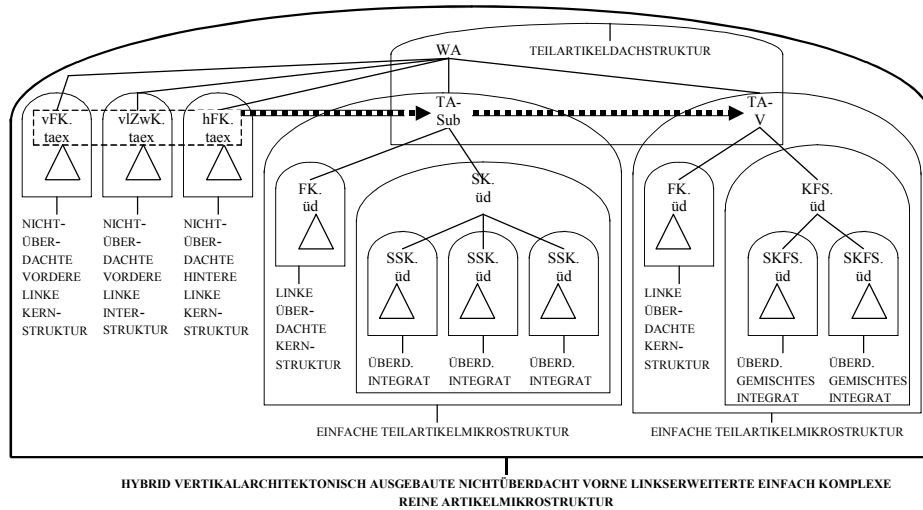 TEILARTIKELDACHSTRUKTUR
WA
vFK.
taex
vlZwK.
taex
hFK.
taex
TA-
Sub
TA-
V
FK.
üd
SK.
üd
FK.
üd
KFS.
üd
SSK.
üd
SSK.
üd
SSK.
üd
SKFS.
üd
SKFS.
üd
NICHT-
ÜBER-
DACHTE
VORDERE
LINKE
KERN-
STRUKTUR
NICHT-
ÜBER-
DACHTE
VORDERE
LINKE
INTER-
STRUKTUR
NICHT-
ÜBER-
DACHTE
HINTERE
LINKE
KERN-
STRUKTUR
LINKE
ÜBER-
DACHTE
KERN-
STRUKTUR
ÜBERD.
INTEGRAT
ÜBERD.
INTEGRAT
ÜBERD.
INTEGRAT
LINKE
ÜBER-
DACHTE
KERN-
STRUKTUR
ÜBERD.
GEMISCHTES
INTEGRAT
ÜBERD.
GEMISCHTES
INTEGRAT
EINFACHE TEILARTIKELMIKROSTRUKTUR
EINFACHE TEILARTIKELMIKROSTRUKTUR
HYBRID VERTIKALARCHITEKTONISCH AUSGEBAUTE NICHTÜBERDACHT VORNE LINKSERWEITERTE EINFACH KOMPLEXE
REINE ARTIKELMIKROSTRUKTUR